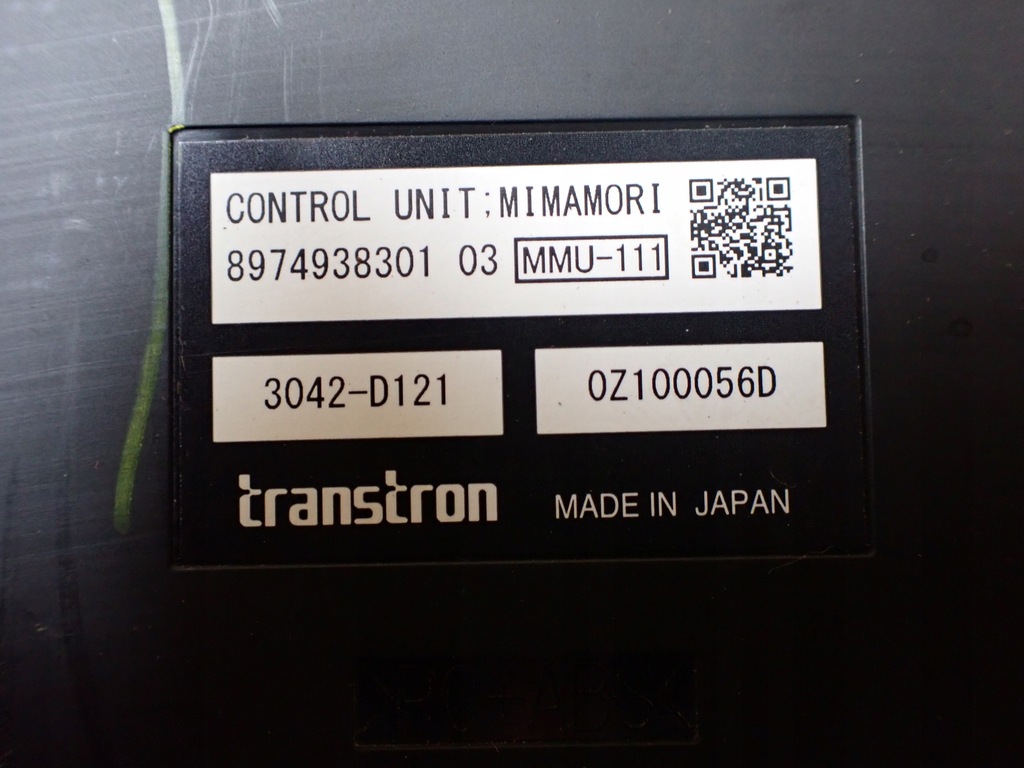 CONTROL UNIT;MIMAMORI
8974938301 03 MMU-111
3042-D121
0Z100056D
transtron
MADE IN JAPAN